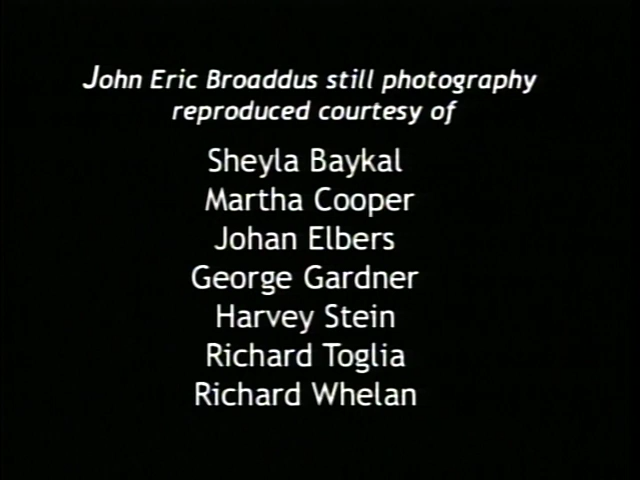 John Eric Broaddus still photography
reproduced courtesy of
Sheyla Baykal
Martha Cooper
Johan Elbers
George Gardner
Harvey Stein
Richard Toglia
Richard Whelan